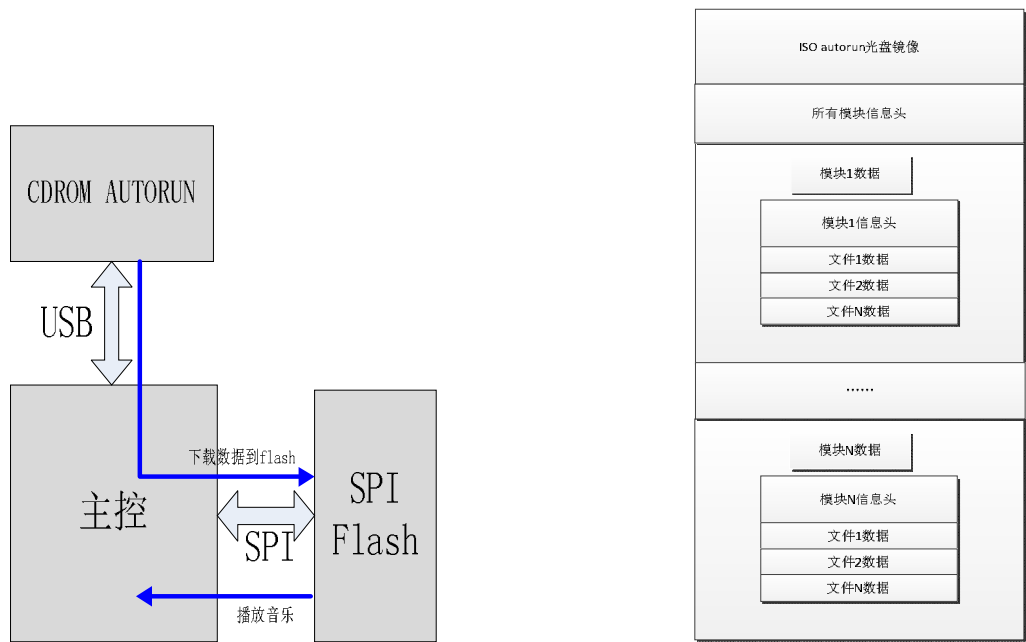 CDROM AUTORUN
USB
主控
下载数据到flash
SPI
播放音乐
SPI
Flash
ISO autorun光盘镜像
所有模块信息头
模块1数据
模块1信息头
文件1数据
文件2数据
文件N数据
......
模块N数据
模块N信息头
文件1数据
文件2数据
文件N数据